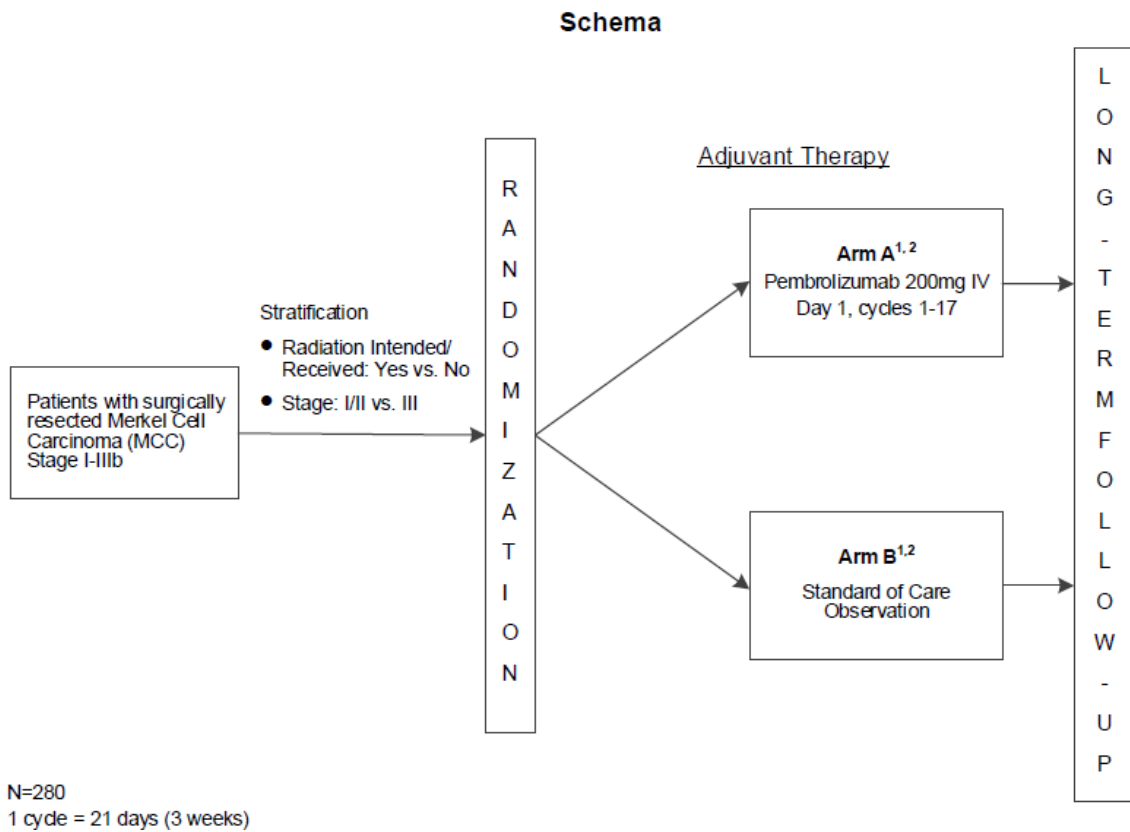 Schema
Patients with surgically
resected Merkel Cell
Carcinoma (MCC)
Stage I-IIIb
Stratification
● Radiation Intended/
Received: Yes vs. No
● Stage: I/II vs. III
R
A
N
D
O
M
I
Z
A
T
I
O
N
Adjuvant Therapy
Arm A1, 2
Pembrolizumab 200mg IV
Day 1, cycles 1-17
Arm B1,2
Standard of Care
Observation
L
O
N
G
-
T
E
R
M
F
O
L
L
O
W
-
U
P
N=280
1 cycle = 21 days (3 weeks)